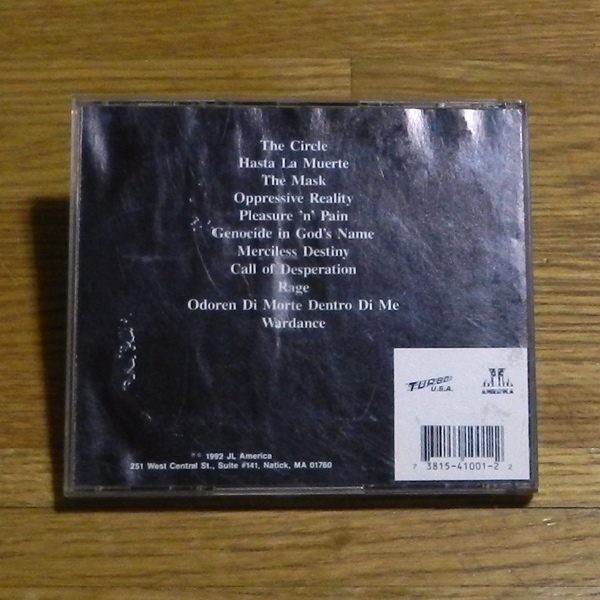 The Circle
Hasta La Muerte
The Mask
Oppressive Reality
Pleasure 'n' Pain
Genocide in God's Name
Merciless Destiny
Call of Desperation
Rage
Odoren Di Morte Dentro Di Me
Wardance
TURBO
U.S.A.
AMERICA
℗ © 1992 JL America
251 West Central St., Suite #141, Natick, MA 01760
7 3815-41001-2 2